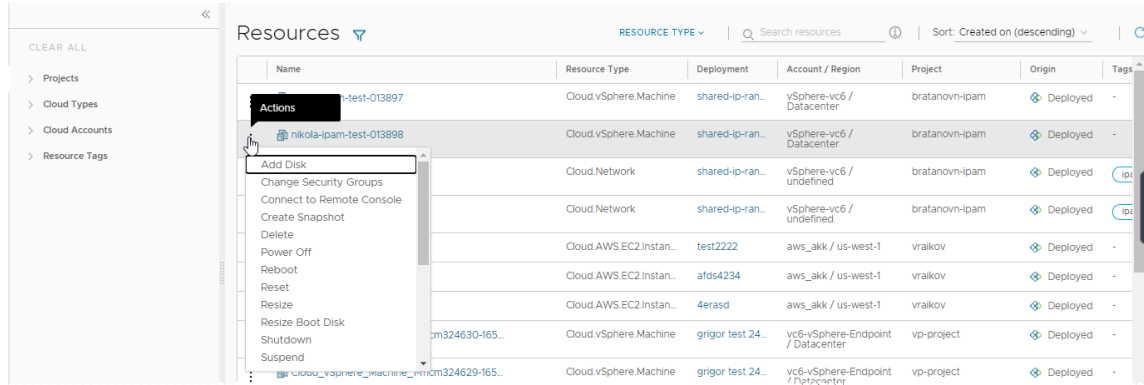 Resources
RESOURCE TYPE
Search resources
Sort: Created on (descending)
CLEAR ALL
Projects
Cloud Types
Cloud Accounts
Resource Tags
Name Resource Type Deployment Account / Region Project Origin Tags
Actions
-test-013897 Cloud.vSphere.Machine shared-ip-ran... vSphere-vc6 / bratanovn-ipam Deployed -
Datacenter
nikola-ipam-test-013898 Cloud.vSphere.Machine shared-ip-ran... vSphere-vc6 / bratanovn-ipam Deployed -
Datacenter
Add Disk
Change Security Groups
Connect to Remote Console
Create Snapshot
Delete
Power Off
Reboot
Reset
Resize
Resize Boot Disk
Shutdown
Suspend
Cloud.Network shared-ip-ran... vSphere-vc6 / bratanovn-ipam Deployed ipa
undefined
Cloud.Network shared-ip-ran... vSphere-vc6 / bratanovn-ipam Deployed ipa
undefined
Cloud.AWS.EC2.Instan... test2222 aws_akk / us-west-1 vraikov Deployed -
Cloud.AWS.EC2.Instan... afds4234 aws_akk / us-west-1 vraikov Deployed -
Cloud.AWS.EC2.Instan... 4erasd aws_akk / us-west-1 vraikov Deployed -
cm324630-165... Cloud.vSphere.Machine grigor test 24... vc6-vSphere-Endpoint vp-project Deployed -
/ Datacenter
Cloud_vSphere_Machine_1-mcm324629-165... Cloud.vSphere.Machine grigor test 24... vc6-vSphere-Endpoint vp-project Deployed -
/ Datacenter